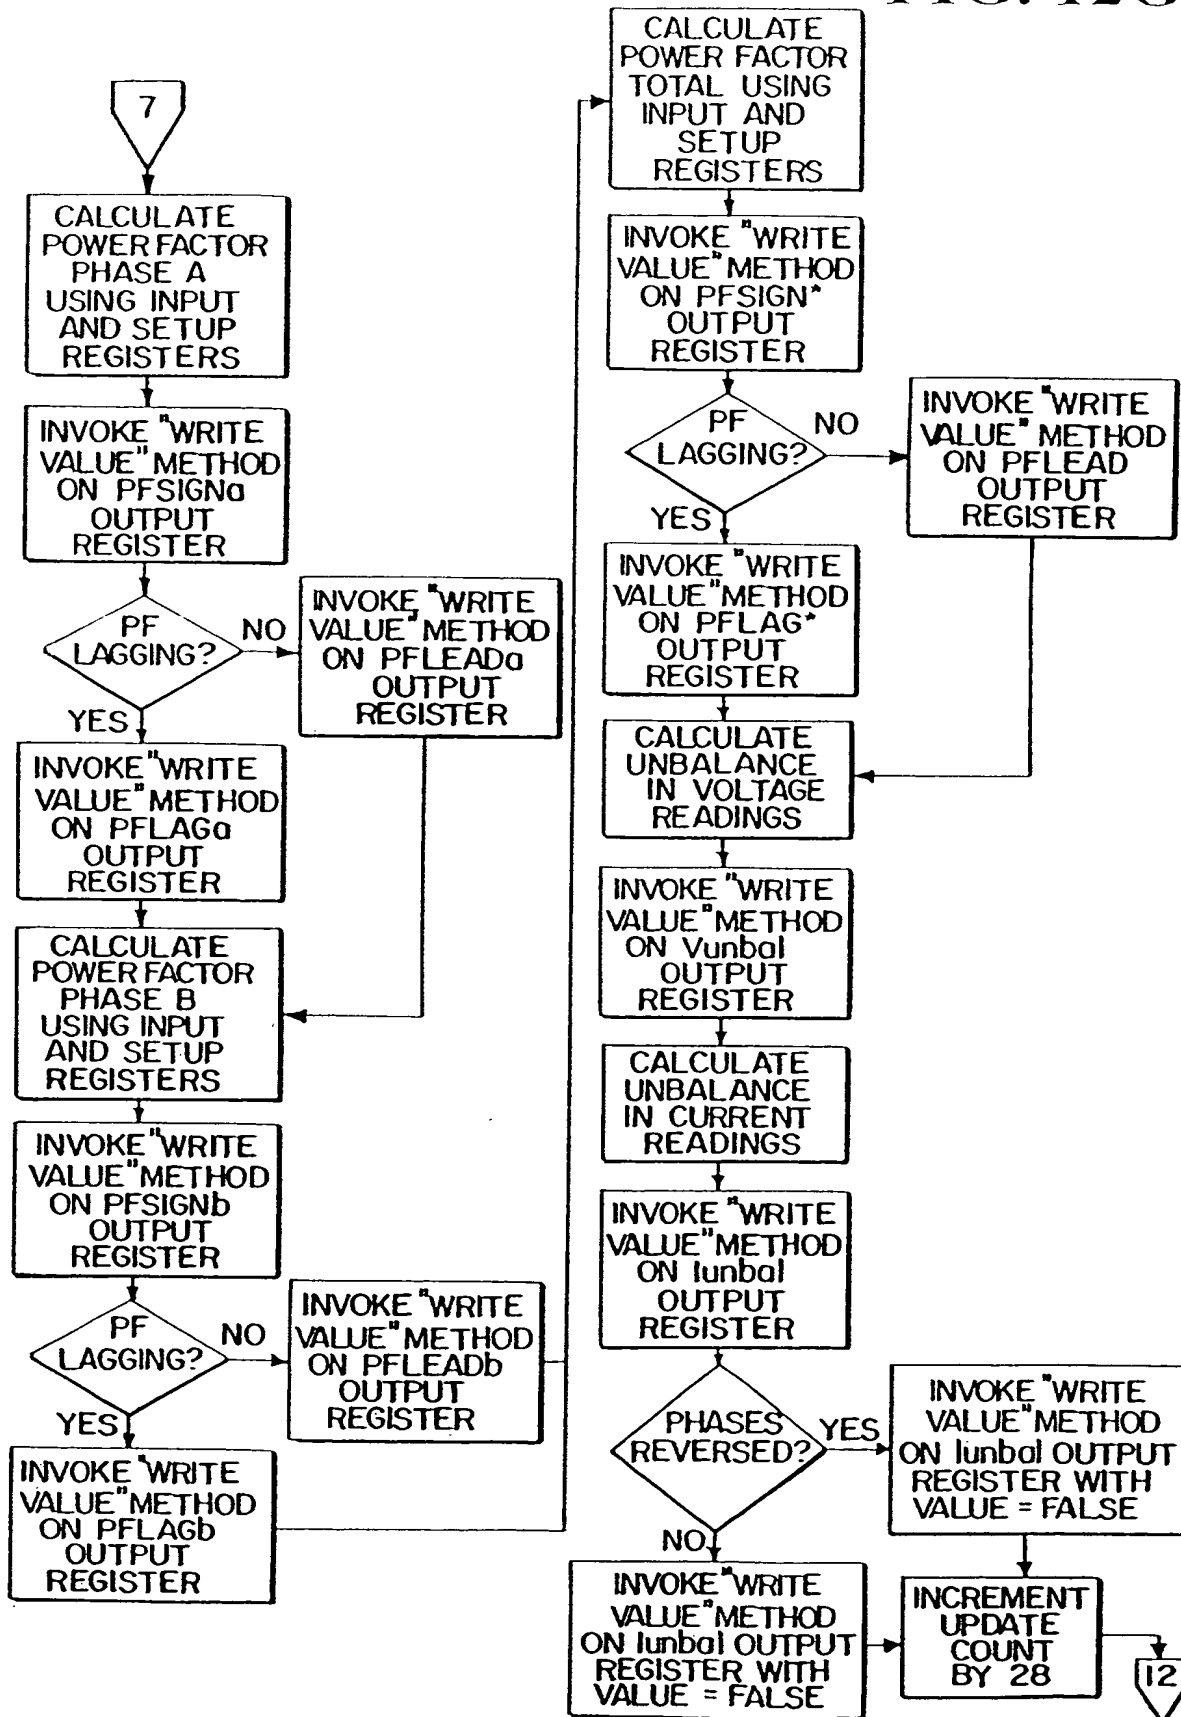 7
CALCULATE
POWER FACTOR
PHASE A
USING INPUT
AND SETUP
REGISTERS
INVOKE "WRITE
VALUE" METHOD
ON PFSIGNa
OUTPUT
REGISTER
PF
LAGGING?
NO
YES
INVOKE "WRITE
VALUE" METHOD
ON PFLEADa
OUTPUT
REGISTER
INVOKE "WRITE
VALUE" METHOD
ON PFLAGa
OUTPUT
REGISTER
CALCULATE
POWER FACTOR
PHASE B
USING INPUT
AND SETUP
REGISTERS
INVOKE "WRITE
VALUE" METHOD
ON PFSIGNb
OUTPUT
REGISTER
PF
LAGGING?
NO
YES
INVOKE "WRITE
VALUE" METHOD
ON PFLEADb
OUTPUT
REGISTER
INVOKE "WRITE
VALUE" METHOD
ON PFLAGb
OUTPUT
REGISTER
CALCULATE
POWER FACTOR
TOTAL USING
INPUT AND
SETUP
REGISTERS
INVOKE "WRITE
VALUE" METHOD
ON PFSIGN*
OUTPUT
REGISTER
PF
LAGGING?
NO
YES
INVOKE "WRITE
VALUE" METHOD
ON PFLEAD
OUTPUT
REGISTER
INVOKE "WRITE
VALUE" METHOD
ON PFLAG*
OUTPUT
REGISTER
CALCULATE
UNBALANCE
IN VOLTAGE
READINGS
INVOKE "WRITE
VALUE" METHOD
ON Vunbal
OUTPUT
REGISTER
CALCULATE
UNBALANCE
IN CURRENT
READINGS
INVOKE "WRITE
VALUE" METHOD
ON Iunbal
OUTPUT
REGISTER
PHASES
REVERSED?
YES
NO
INVOKE "WRITE
VALUE" METHOD
ON Iunbal OUTPUT
REGISTER WITH
VALUE = FALSE
INVOKE "WRITE
VALUE" METHOD
ON Iunbal OUTPUT
REGISTER WITH
VALUE = FALSE
INCREMENT
UPDATE
COUNT
BY 28
12